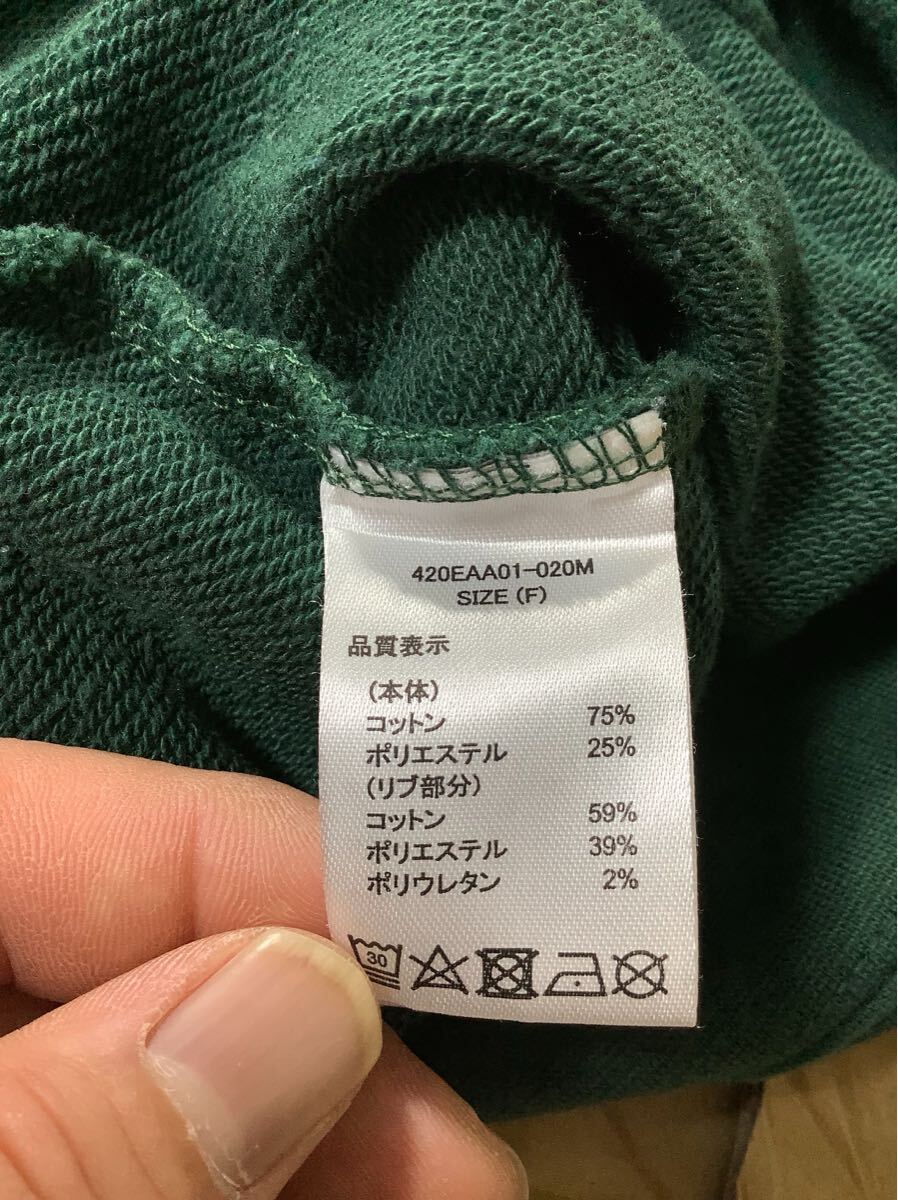 420EAA01-020M
SIZE (F)
品質表示
(本体)
コットン 75%
ポリエステル 25%
(リブ部分)
コットン 59%
ポリエステル 39%
ポリウレタン 2%
30